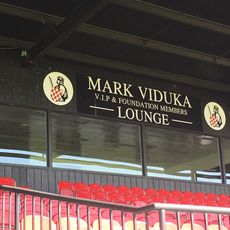 MARK VIDUKA
V.I.P & FOUNDATION MEMBERS
LOUNGE